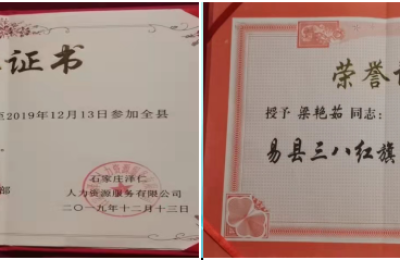 证书
2019年12月13日参加全县
部
石家庄泽仁
人力资源服务有限公司
二〇一九年十二月十三日
荣誉
授予 梁艳茹 同志：
易县三八红旗